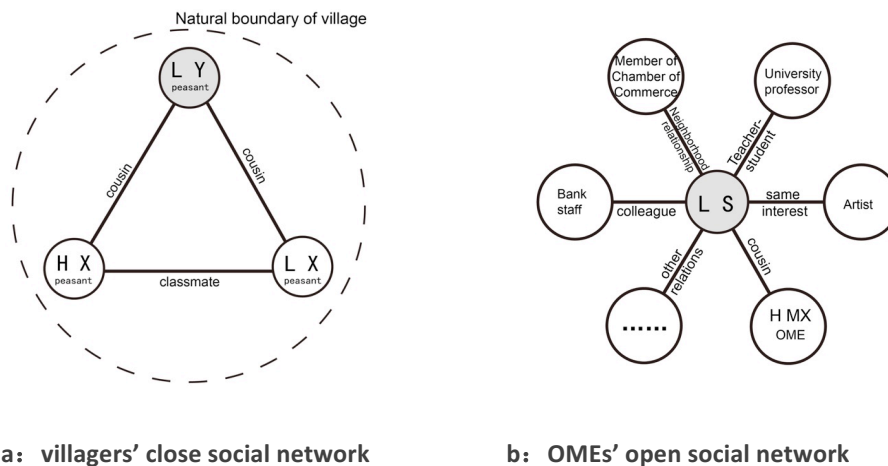 Natural boundary of village
L Y
peasant
cousin
cousin
H X
peasant
classmate
L X
peasant
a: villagers’ close social network
Member of
Chamber of
Commerce
University
professor
Neighborhood
relationship
Teacher-
student
Bank
staff
colleague
L S
same
interest
Artist
other
relations
cousin
......
H MX
OME
b: OMEs’ open social network